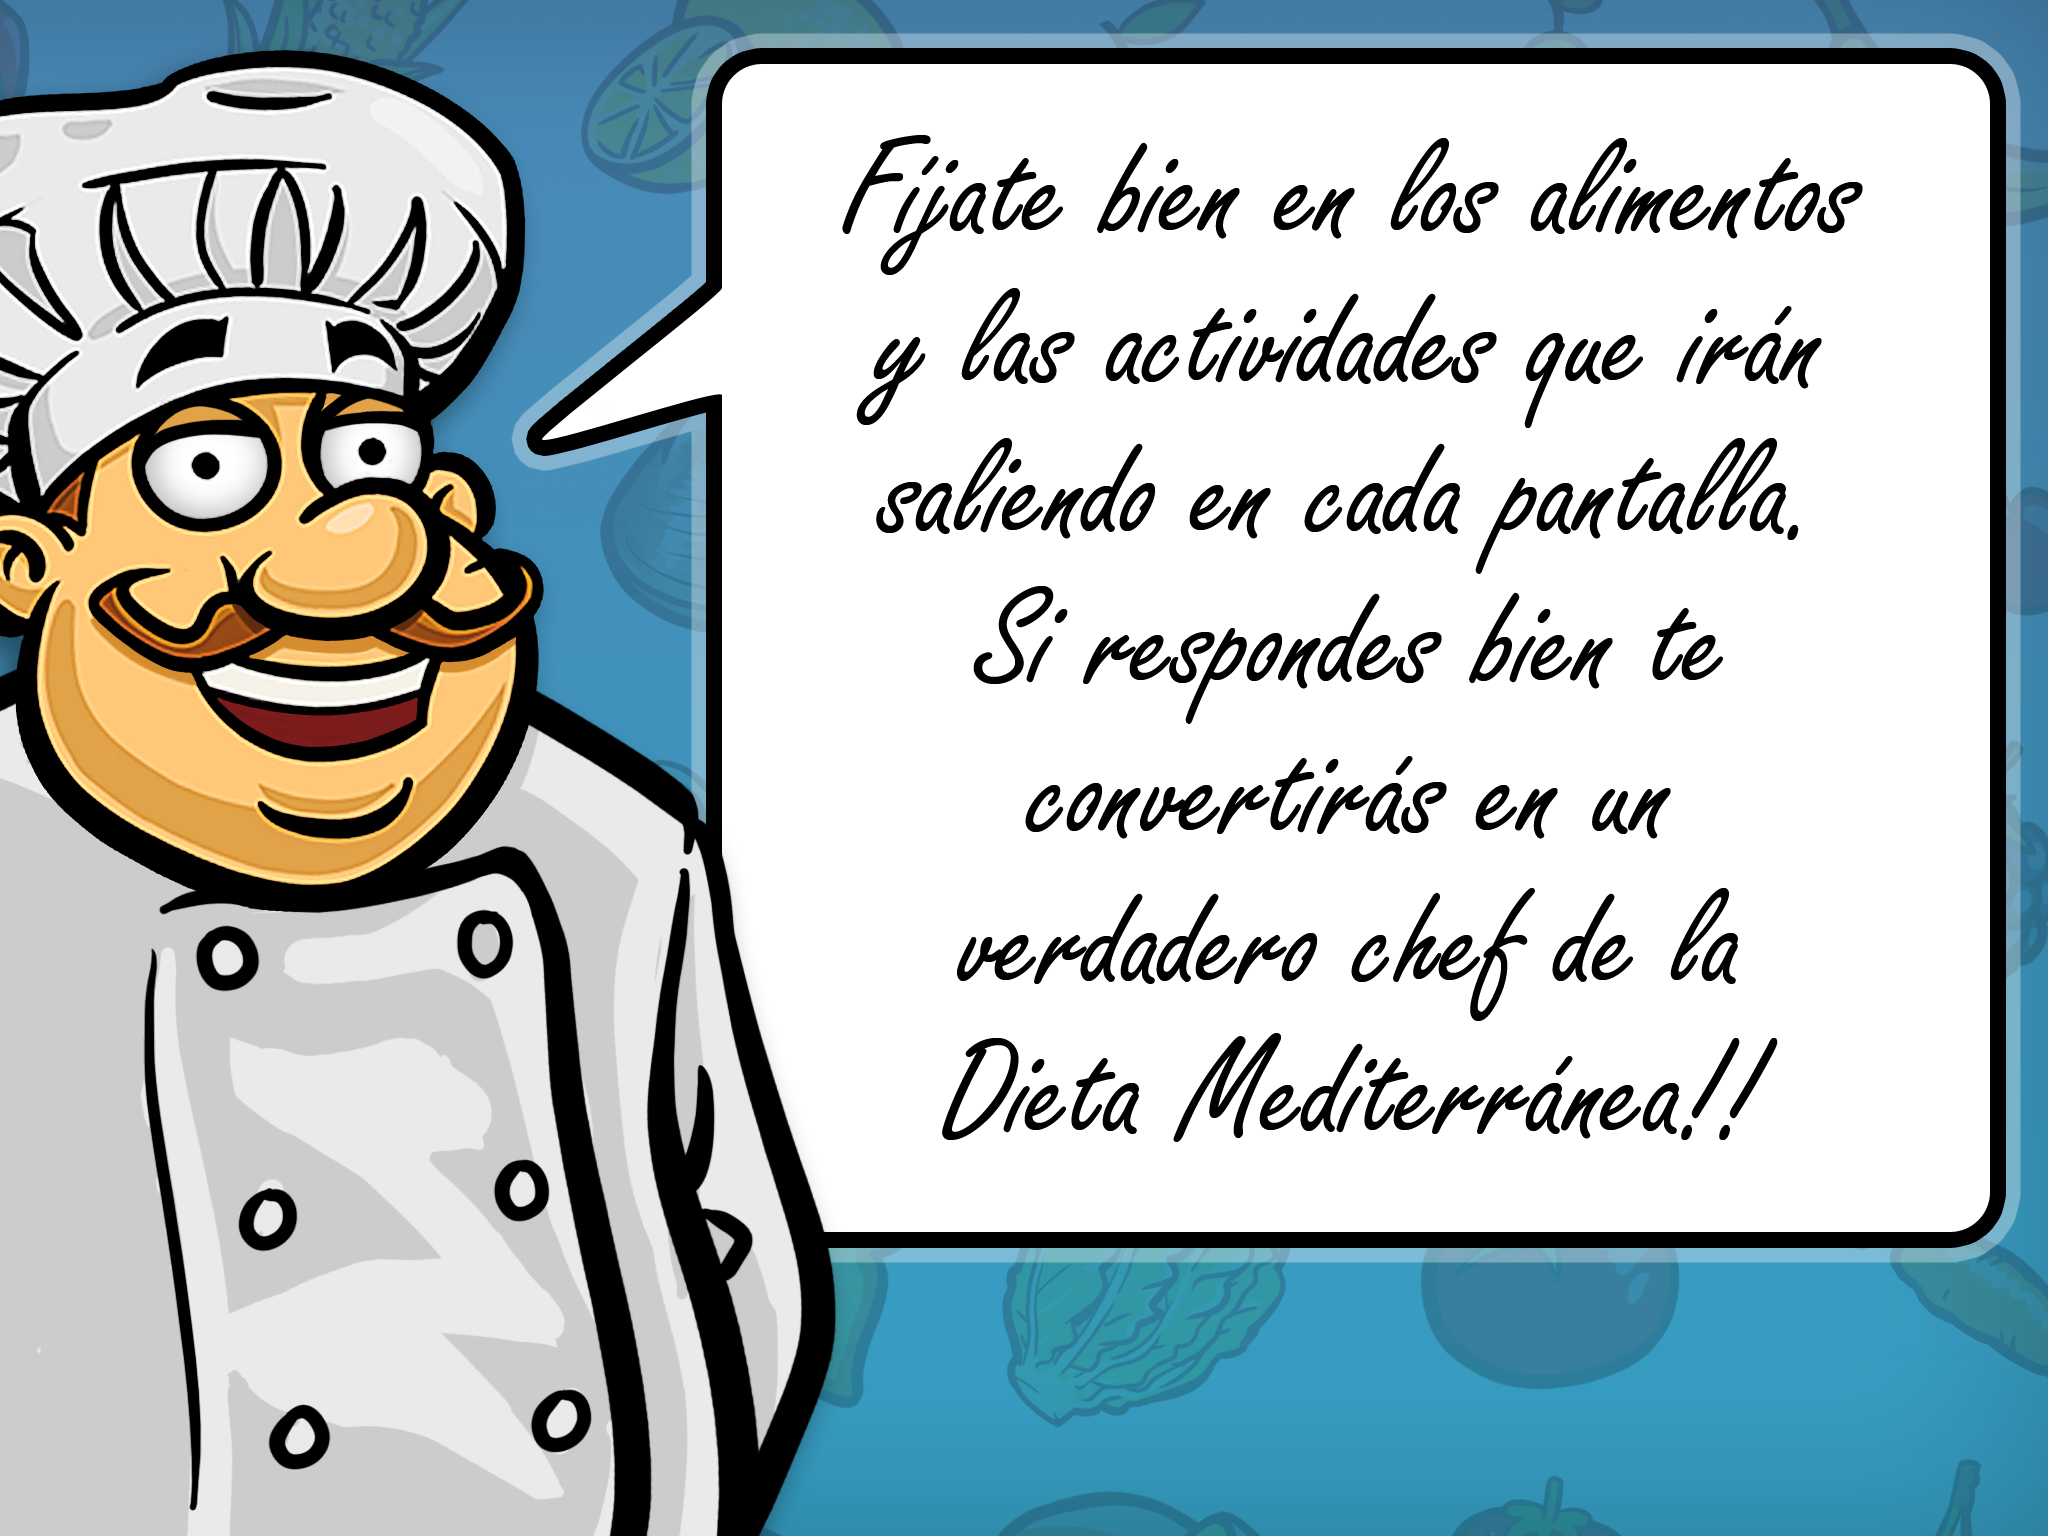 Fíjate bien en los alimentos
y las actividades que irán
saliendo en cada pantalla.
Si respondes bien te
convertirás en un
verdadero chef de la
Dieta Mediterránea!!